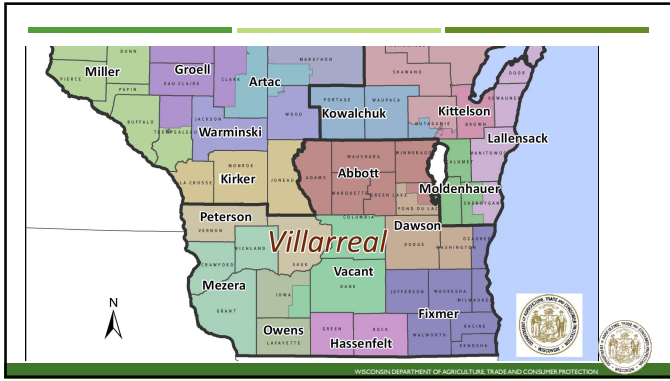 DUNN
MARATHON
SHAWANO
DOOR
Miller
Groell
PIERCE
EAU CLAIRE
CLARK
Artac
PEPIN
KEWAUNEE
PORTAGE
WAUPACA
Kittelson
BUFFALO
JACKSON
WOOD
Kowalchuk
OUTAGAMIE
BROWN
TREMPEALEAU
Warminski
Lallensack
WAUSHARA
WINNEBAGO
CALUMET
MANITOWOC
MONROE
Kirker
JUNEAU
ADAMS
Abbott
LA CROSSE
MARQUETTE
GREEN LAKE
Moldenhauer
SHEBOYGAN
FOND DU LAC
Peterson
COLUMBIA
VERNON
Dawson
Villarreal
RICHLAND
DODGE
WASHINGTON
OZAUKEE
SAUK
CRAWFORD
Vacant
DANE
Mezera
IOWA
JEFFERSON
WAUKESHA
MILWAUKEE
N
GRANT
Fixmer
Owens
GREEN
ROCK
WALWORTH
RACINE
LAFAYETTE
Hassenfelt
KENOSHA
WISCONSIN DEPARTMENT OF AGRICULTURE, TRADE AND CONSUMER PROTECTION